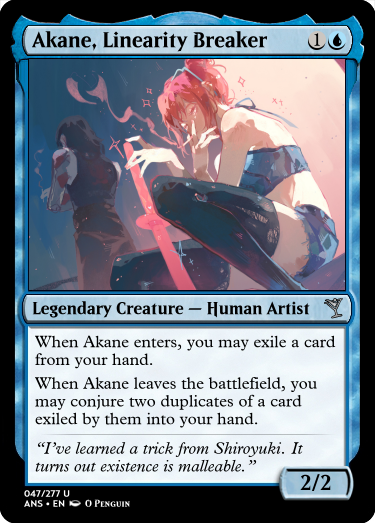 Akane, Linearity Breaker 1
Legendary Creature — Human Artist
When Akane enters, you may exile a card
from your hand.
When Akane leaves the battlefield, you
may conjure two duplicates of a card
exiled by them into your hand.
“I’ve learned a trick from Shiroyuki. It
turns out existence is malleable.”
2/2
047/277 U
ANS • EN O Penguin